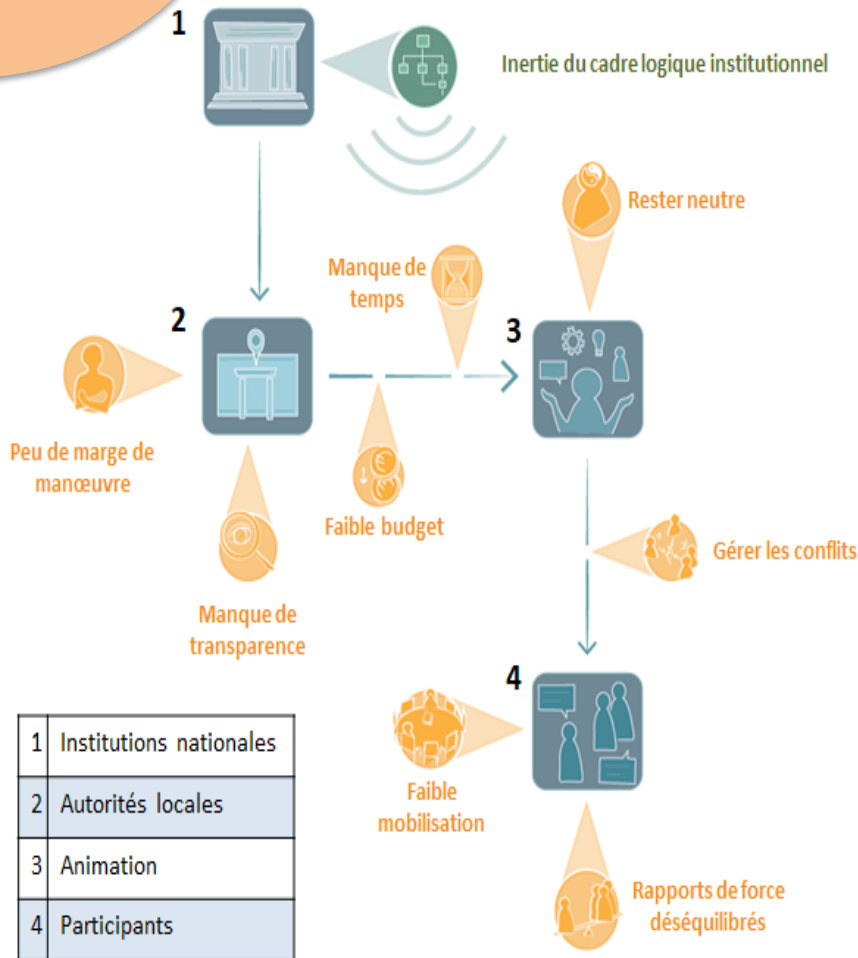 1
Inertie du cadre logique institutionnel
Rester neutre
Manque de
temps
2
3
Peu de marge de
manœuvre
Faible budget
Manque de
transparence
Gérer les conflits
4
Faible
mobilisation
Rapports de force
déséquilibrés
1 Institutions nationales
2 Autorités locales
3 Animation
4 Participants